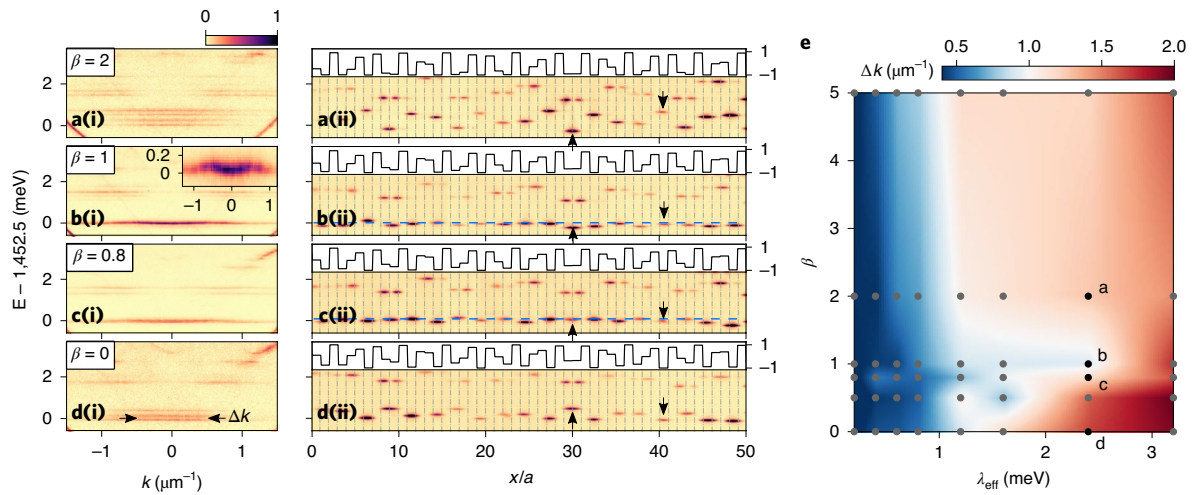 0 1
β = 2
2
0
a(i)
1
−1
a(ii)
β = 1
0.2
0
−1 0 1
2
0
b(i)
1
−1
b(ii)
β = 0.8
2
0
c(i)
1
−1
c(ii)
β = 0
2
0
d(i)
Δk
1
−1
d(ii)
E − 1,452.5 (meV)
−1 0 1
k (μm⁻¹)
0 10 20 30 40 50
x/a
e
0.5 1.0 1.5 2.0
Δk (μm⁻¹)
5
4
3
2
1
0
β
a
b
c
d
1 2 3
λeff (meV)